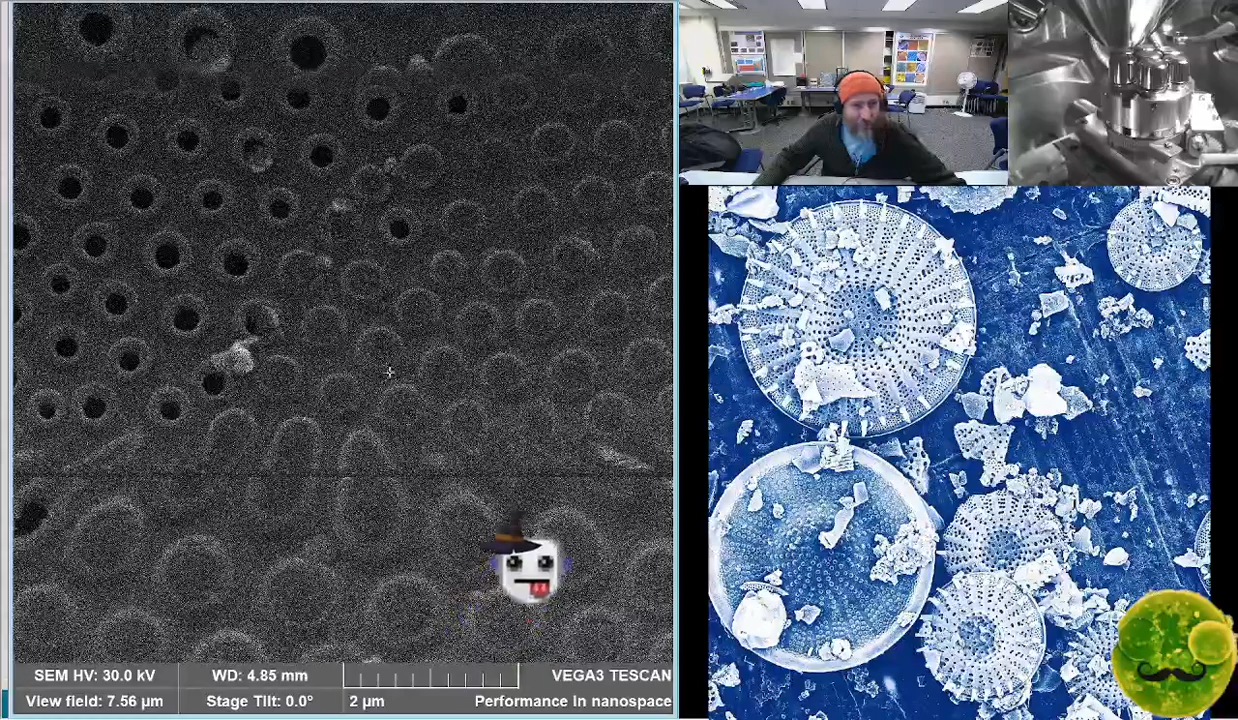 SEM HV: 30.0 kV
WD: 4.85 mm
VEGA3 TESCAN
View field: 7.56 µm
Stage Tilt: 0.0°
2 µm
Performance in nanospace